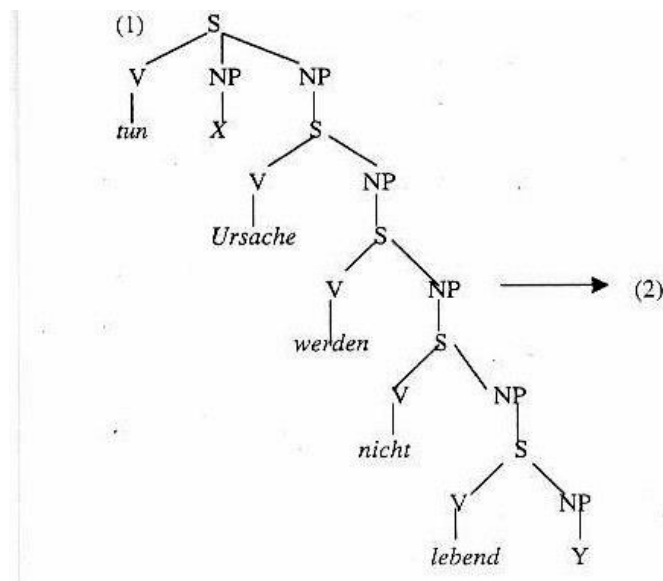 (1) S
V NP NP
tun X S
V NP
Ursache S
V NP (2)
werden S
V NP
nicht S
V NP
lebend Y